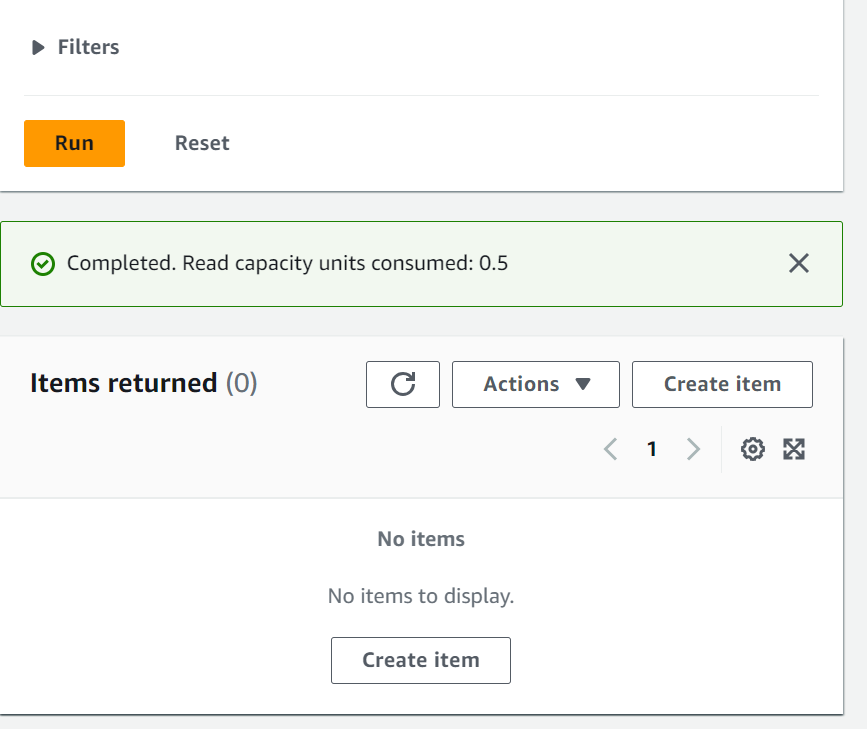 Filters
Run Reset
Completed. Read capacity units consumed: 0.5
Items returned (0) Actions Create item
1
No items
No items to display.
Create item